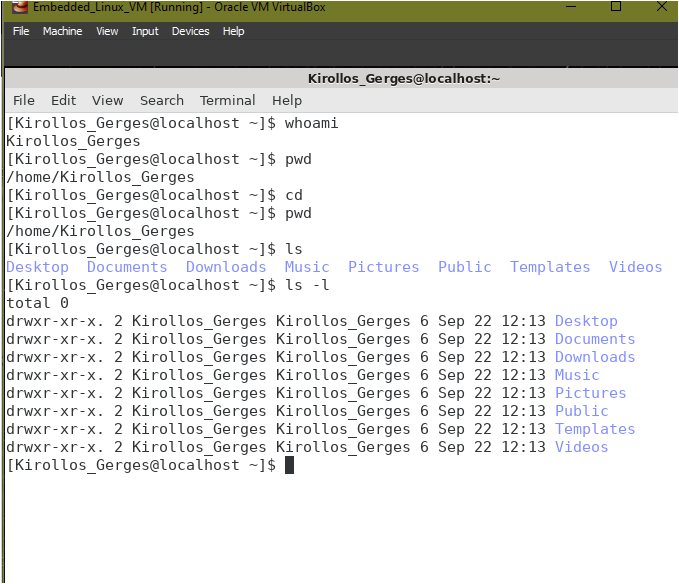 Embedded_Linux_VM [Running] - Oracle VM VirtualBox
File Machine View Input Devices Help
Kirollos_Gerges@localhost:~
File Edit View Search Terminal Help
[Kirollos_Gerges@localhost ~]$ whoami
Kirollos_Gerges
[Kirollos_Gerges@localhost ~]$ pwd
/home/Kirollos_Gerges
[Kirollos_Gerges@localhost ~]$ cd
[Kirollos_Gerges@localhost ~]$ pwd
/home/Kirollos_Gerges
[Kirollos_Gerges@localhost ~]$ ls
Desktop  Documents  Downloads  Music  Pictures  Public  Templates  Videos
[Kirollos_Gerges@localhost ~]$ ls -l
total 0
drwxr-xr-x. 2 Kirollos_Gerges Kirollos_Gerges 6 Sep 22 12:13 Desktop
drwxr-xr-x. 2 Kirollos_Gerges Kirollos_Gerges 6 Sep 22 12:13 Documents
drwxr-xr-x. 2 Kirollos_Gerges Kirollos_Gerges 6 Sep 22 12:13 Downloads
drwxr-xr-x. 2 Kirollos_Gerges Kirollos_Gerges 6 Sep 22 12:13 Music
drwxr-xr-x. 2 Kirollos_Gerges Kirollos_Gerges 6 Sep 22 12:13 Pictures
drwxr-xr-x. 2 Kirollos_Gerges Kirollos_Gerges 6 Sep 22 12:13 Public
drwxr-xr-x. 2 Kirollos_Gerges Kirollos_Gerges 6 Sep 22 12:13 Templates
drwxr-xr-x. 2 Kirollos_Gerges Kirollos_Gerges 6 Sep 22 12:13 Videos
[Kirollos_Gerges@localhost ~]$